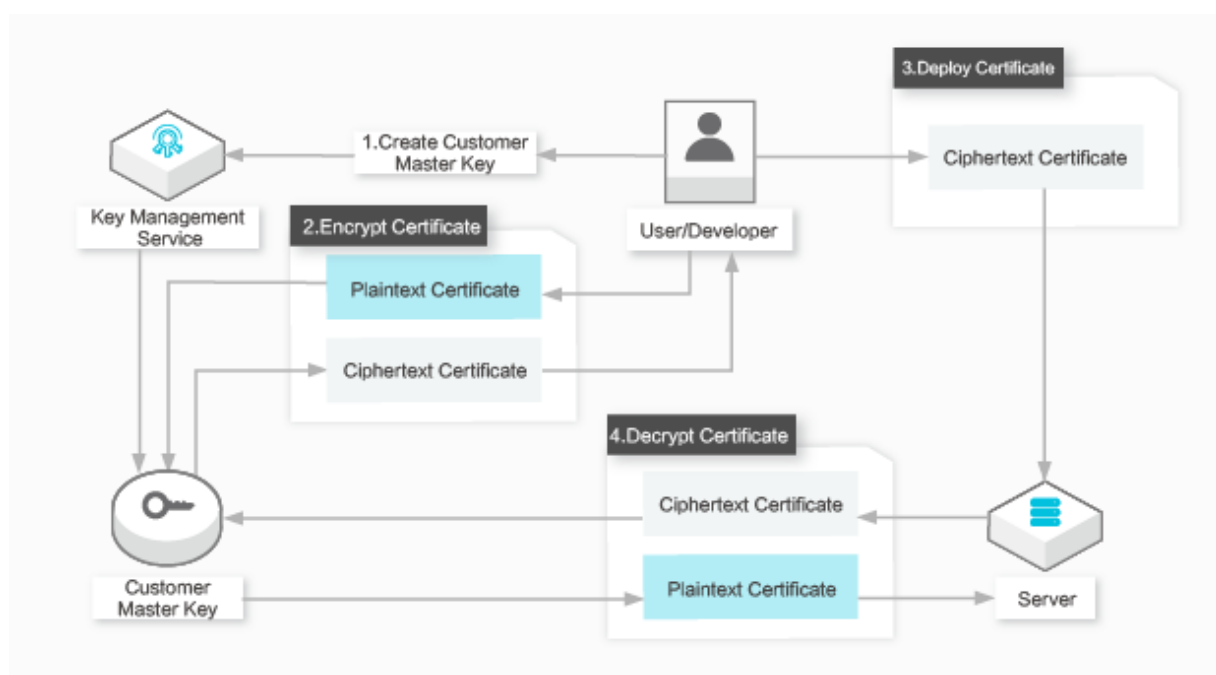 3.Deploy Certificate
1.Create Customer
Master Key
Ciphertext Certificate
Key Management
Service
2.Encrypt Certificate
User/Developer
Plaintext Certificate
Ciphertext Certificate
4.Decrypt Certificate
Ciphertext Certificate
Customer
Master Key
Plaintext Certificate
Server